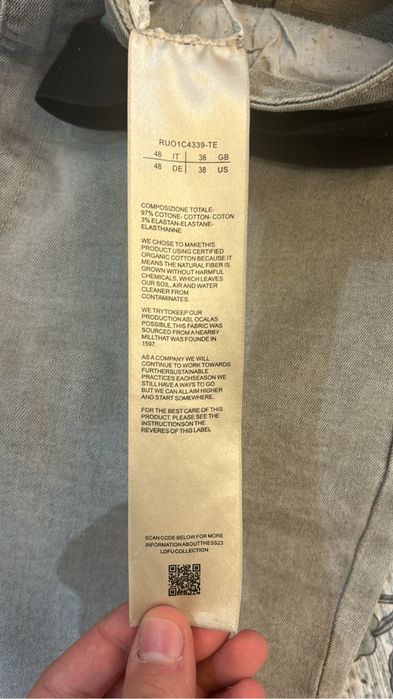 RUO1C4339-TE
48 IT 38 GB
48 DE 38 US
COMPOSIZIONE TOTALE-
97% COTONE- COTTON- COTON
3% ELASTAN-ELASTANE-
ELASTHANNE
WE CHOSE TO MAKETHIS
PRODUCT USING CERTIFIED
ORGANIC COTTON BECAUSE IT
MEANS THE NATURAL FIBER IS
GROWN WITHOUT HARMFUL
CHEMICALS, WHICH LEAVES
OUR SOIL, AIR AND WATER
CLEANER FROM
CONTAMINATES.
WE TRYTOKEEP OUR
PRODUCTION ASL OCALAS
POSSIBLE,THIS FABRIC WAS
SOURCED FROM A NEARBY
MILLTHAT WAS FOUNDE IN
1597.
AS A COMPANY WE WILL
CONTINUE TO WORK TOWARDS
FURTHERSUSTAINABLE
PRACTICES EACHSEASON WE
STILL HAVE A WAYS TO GO
BUT WE CAN ALLAIM HIGHER
AND START SOMEWHERE.
FOR THE BEST CARE OF THIS
PRODUCT. PLEASE SEE THE
INSTRUCTIONSON THE
REVERES OF THIS LABEL
SCAN CODE BELOW FOR MORE
INFORMATION ABOUTTHESS23
LDFU COLLECTION